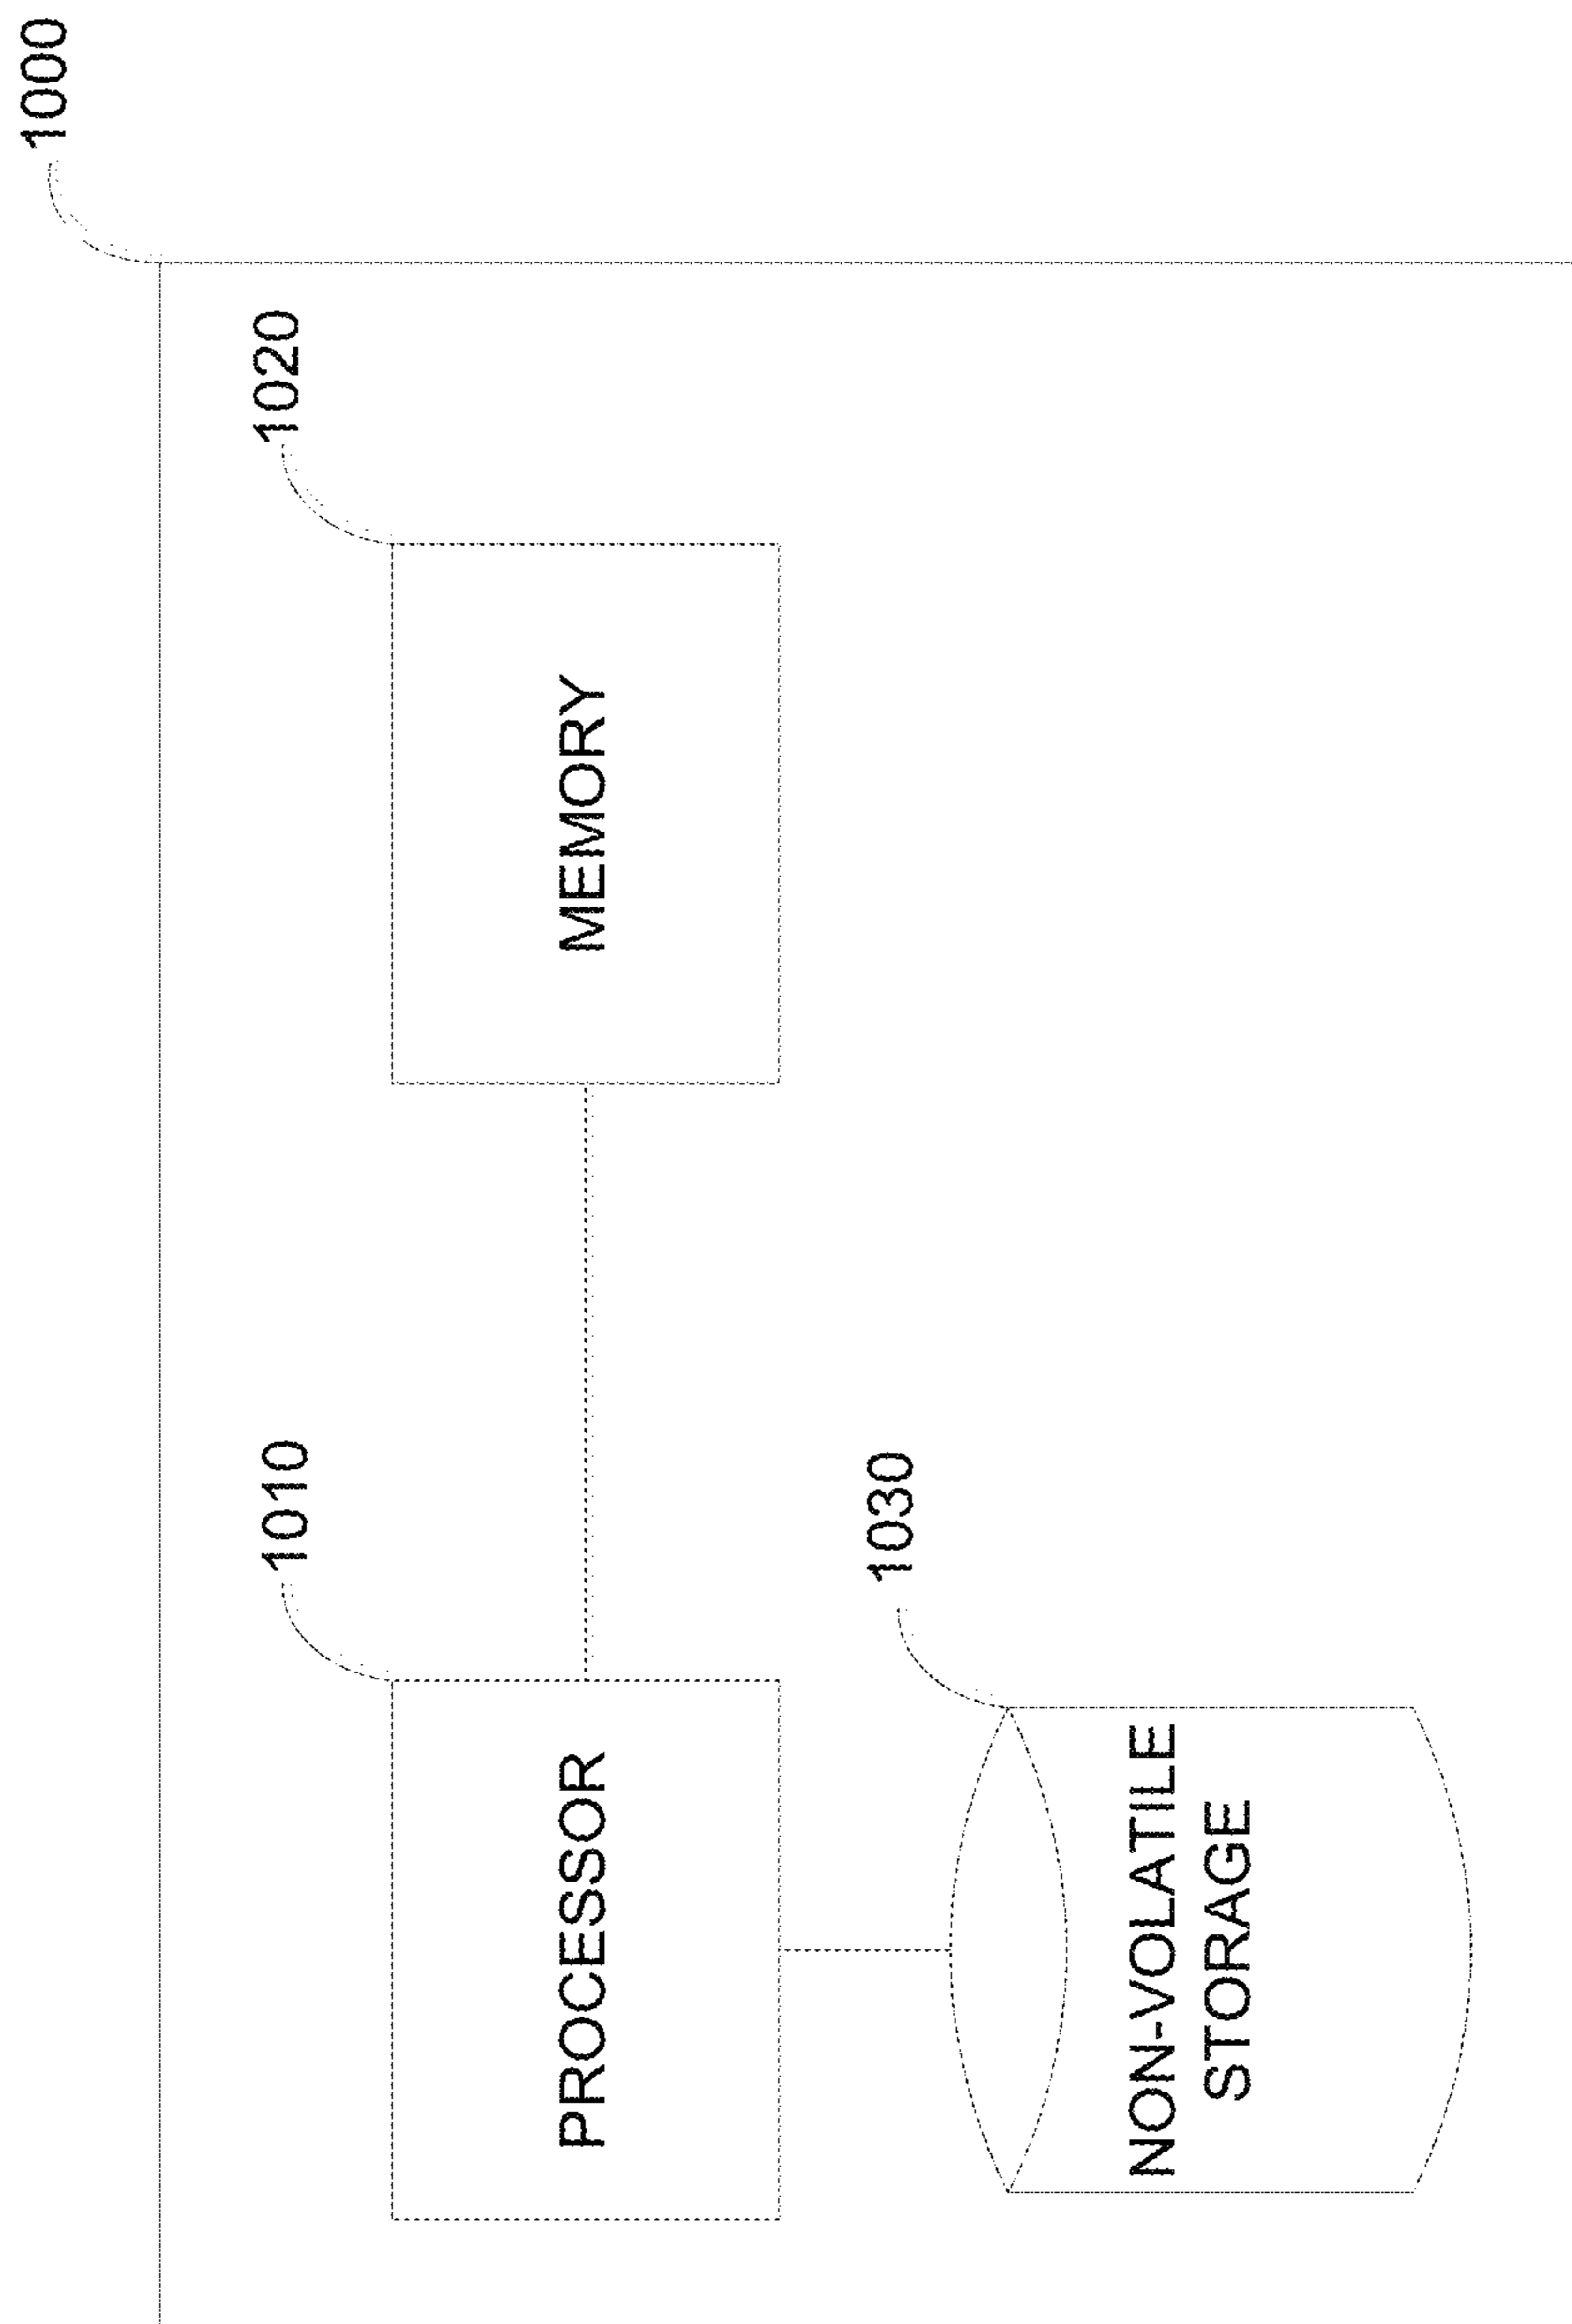 1000
1020
MEMORY
1010
PROCESSOR
1030
NON-VOLATILE
STORAGE